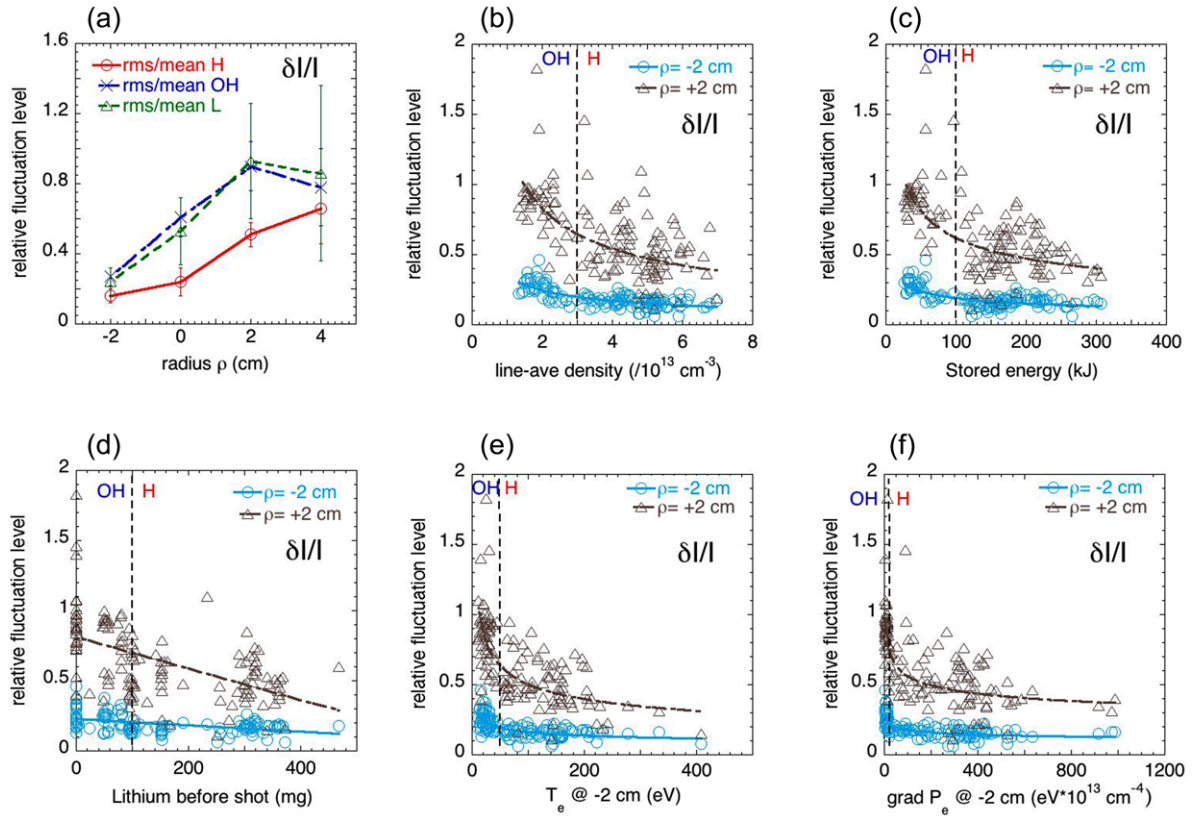 (a)
1.6
1.2
0.8
0.4
0
rms/mean H
rms/mean OH
rms/mean L
δI/I
relative fluctuation level
-2 0 2 4
radius ρ (cm)
(b)
2
1.5
1
0.5
0
OH H
ρ= -2 cm
ρ= +2 cm
δI/I
relative fluctuation level
0 2 4 6 8
line-ave density (/10¹³ cm⁻³)
(c)
2
1.5
1
0.5
0
OH H
ρ= -2 cm
ρ= +2 cm
δI/I
relative fluctuation level
0 100 200 300 400
Stored energy (kJ)
(d)
2
1.5
1
0.5
0
OH H
ρ= -2 cm
ρ= +2 cm
δI/I
relative fluctuation level
0 200 400
Lithium before shot (mg)
(e)
2
1.5
1
0.5
0
OH H
ρ= -2 cm
ρ= +2 cm
δI/I
relative fluctuation level
0 200 400 600
Tₑ @ -2 cm (eV)
(f)
2
1.5
1
0.5
0
OH H
ρ= -2 cm
ρ= +2 cm
δI/I
relative fluctuation level
0 400 800 1200
grad Pₑ @ -2 cm (eV*10¹³ cm⁻⁴)